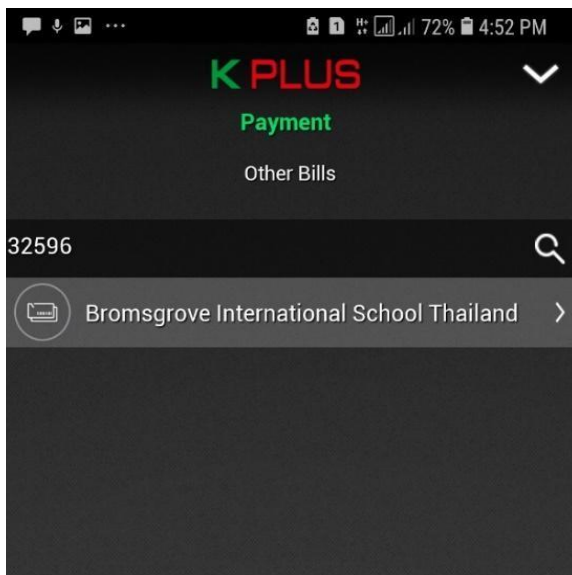 72% 4:52 PM
K PLUS
Payment
Other Bills
32596
Bromsgrove International School Thailand